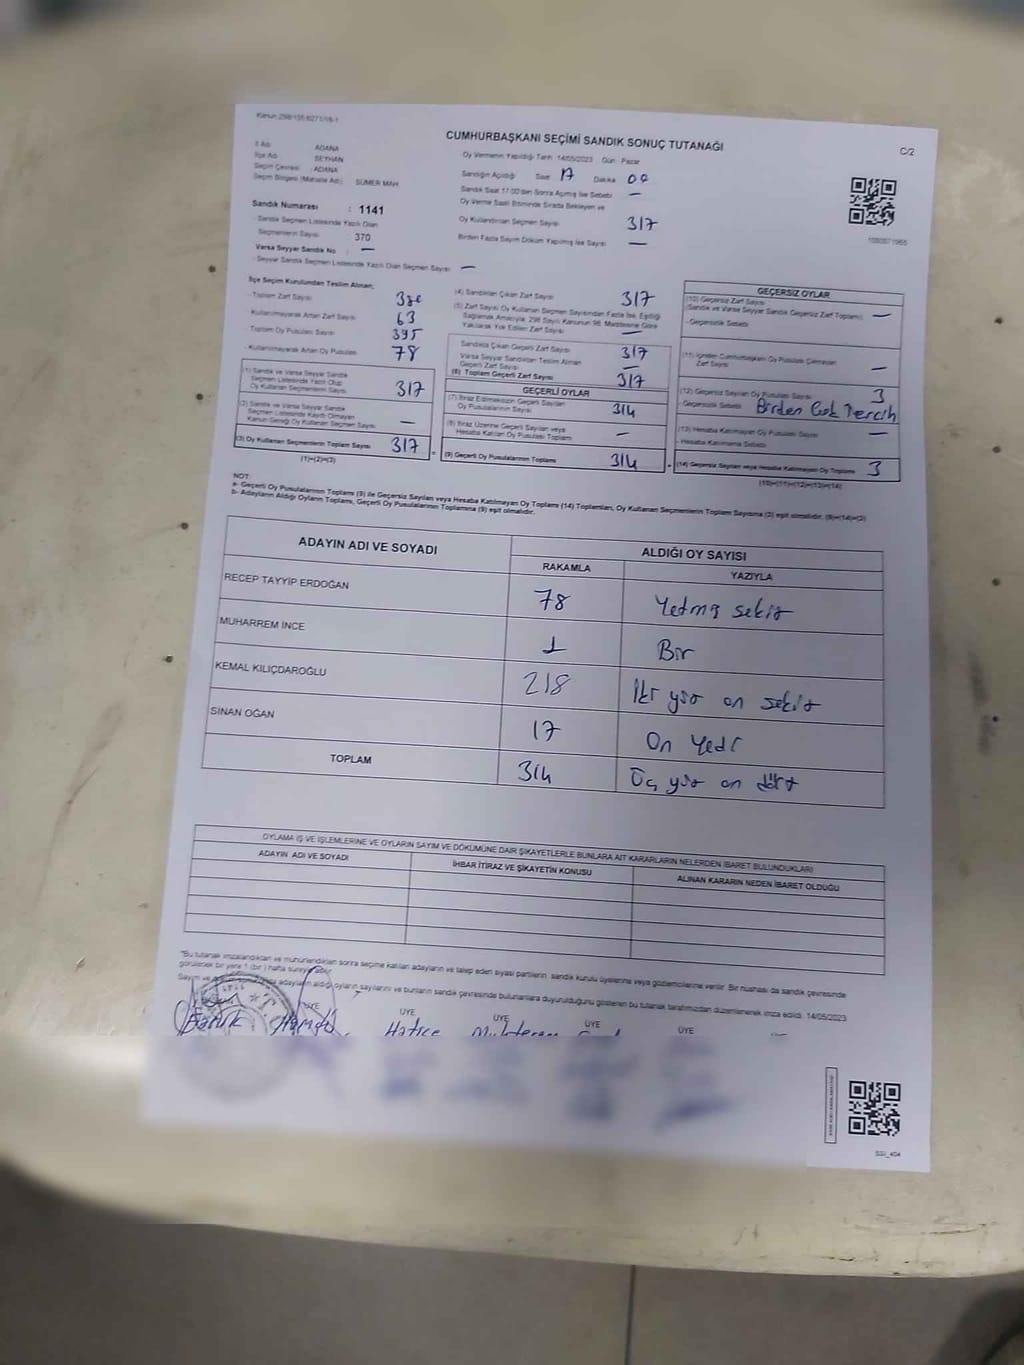 Kanun:298/155 6271/16-1
CUMHURBAŞKANI SEÇİMİ SANDIK SONUÇ TUTANAĞI
C/2
İl Adı : ADANA
İlçe Adı : SEYHAN
Seçim Çevresi : ADANA
Seçim Bölgesi (Mahalle Adı) : SÜMER MAH
Sandık Numarası : 1141
- Sandık Seçmen Listesinde Yazılı Olan
Seçmenlerin Sayısı 370
Varsa Seyyar Sandık No : —
- Seyyar Sandık Seçmen Listesinde Yazılı Olan Seçmen Sayısı —
Oy Vermenin Yapıldığı Tarih : 14/05/2023 Gün : Pazar
Sandığın Açıldığı Saat 17 Dakika
Sandık Saat 17:00'den Sonra Açılmış İse Sebebi —
Oy Verme Saati Bitiminde Sırada Bekleyen ve
Oy Kullandırılan Seçmen Sayısı 317
Birden Fazla Sayım Döküm Yapılmış İse Sayısı —
İlçe Seçim Kurulundan Teslim Alınan;
- Toplam Zarf Sayısı
- Kullanılmayarak Artan Zarf Sayısı 63
- Toplam Oy Pusulası Sayısı 395
- Kullanılmayarak Artan Oy Pusulası 78
(1) Sandık ve Varsa Seyyar Sandık
Seçmen Listesinde Yazılı Olup
Oy Kullanan Seçmenlerin Sayısı 317
(2) Sandık ve Varsa Seyyar Sandık
Seçmen Listesinde Kaydı Olmayan
Kanun Gereği Oy Kullanan Seçmen Sayısı —
(3) Oy Kullanan Seçmenlerin Toplam Sayısı 317
(1)+(2)=(3)
(4) Sandıktan Çıkan Zarf Sayısı 317
(5) Zarf Sayısı Oy Kullanan Seçmen Sayısından Fazla İse, Eşitliği
Sağlamak Amacıyla; 298 Sayılı Kanunun 98. Maddesine Göre
Yakılarak Yok Edilen Zarf Sayısı —
Sandıkta Çıkan Geçerli Zarf Sayısı 317
Varsa Seyyar Sandıktan Teslim Alınan
Geçerli Zarf Sayısı —
(6) Toplam Geçerli Zarf Sayısı 317
GEÇERLİ OYLAR
(7) İtiraz Edilmeksizin Geçerli Sayılan
Oy Pusulalarının Sayısı 314
(8) İtiraz Üzerine Geçerli Sayılan veya
Hesaba Katılan Oy Pusulası Toplamı —
(9) Geçerli Oy Pusulalarının Toplamı 314
GEÇERSİZ OYLAR
(10) Geçersiz Zarf Sayısı
(Sandık ve Varsa Seyyar Sandık Geçersiz Zarf Toplamı) —
- Geçersizlik Sebebi
(11) İçinden Cumhurbaşkanı Oy Pusulası Çıkmayan
Zarf Sayısı —
(12) Geçersiz Sayılan Oy Pusulası Sayısı 3
- Geçersizlik Sebebi Birden Çok Tercih
(13) Hesaba Katılmayan Oy Pusulası Sayısı —
- Hesaba Katılmama Sebebi
(14) Geçersiz Sayılan veya Hesaba Katılmayan Oy Toplamı 3
(10)+(11)+(12)+(13)=(14)
NOT:
a- Geçerli Oy Pusulalarının Toplamı (9) ile Geçersiz Sayılan veya Hesaba Katılmayan Oy Toplamı (14) Toplamları, Oy Kullanan Seçmenlerin Toplam Sayısına (3) eşit olmalıdır. (9)+(14)=(3)
b- Adayların Aldığı Oyların Toplamı, Geçerli Oy Pusulalarının Toplamına (9) eşit olmalıdır.
ADAYIN ADI VE SOYADI ALDIĞI OY SAYISI
RAKAMLA YAZIYLA
RECEP TAYYİP ERDOĞAN 78 Yetmiş sekiz
MUHARREM İNCE 1 Bir
KEMAL KILIÇDAROĞLU 218 İki yüz on sekiz
SİNAN OĞAN 17 On Yedi
TOPLAM 314 Üç yüz on dört
OYLAMA İŞ VE İŞLEMLERİNE VE OYLARIN SAYIM VE DÖKÜMÜNE DAİR ŞİKAYETLERLE BUNLARA AİT KARARLARIN NELERDEN İBARET BULUNDUKLARI
ADAYIN ADI VE SOYADI İHBAR İTİRAZ VE ŞİKAYETİN KONUSU ALINAN KARARIN NEDEN İBARET OLDUĞU
"Bu tutanak imzalandıktan ve mühürlendikten sonra seçime katılan adayların ve talep eden siyasi partilerin sandık kurulu üyelerine veya gözlemcilerine verilir. Bir nüshası da sandık çevresinde
görülecek bir yere 1 (bir) hafta süreyle asılır.
Sayım ve adayların aldığı oyların sayılarını ve bunların sandık çevresinde bulunanlara duyurulduğunu gösteren bu tutanak tarafımızdan düzenlenerek imza edildi. 14/05/2023
ÜYE ÜYE ÜYE ÜYE ÜYE
Hatice